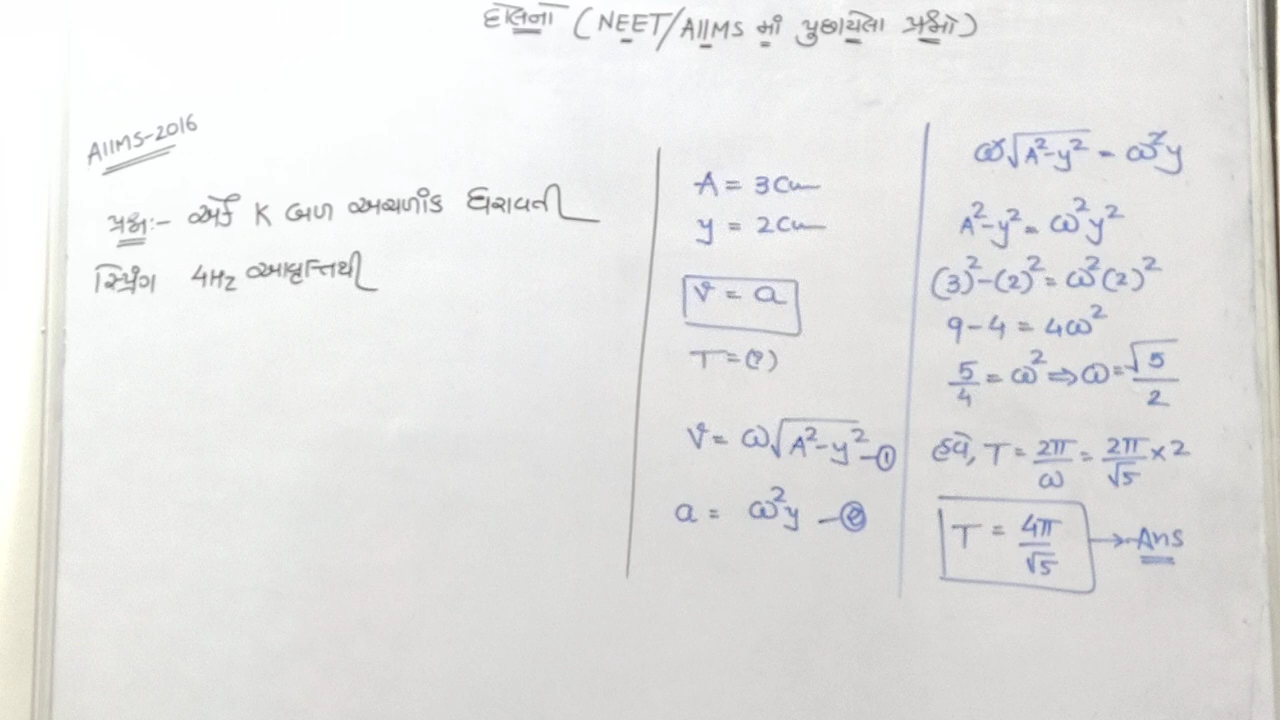 દોલનો (NEET/AIIMS માં પુછાયેલા પ્રશ્નો)
AIIMS-2016
પ્રશ્ન:- એક K બળ અચળાંક ધરાવતી
સ્પ્રિંગ 4Hz આવૃત્તિથી
A = 3cm
y = 2cm
v = a
T = (?)
v = ω√A²-y² -①
a = ω²y -②
ω√A²-y² = ω²y
A²-y² = ω²y²
(3)²-(2)² = ω²(2)²
9-4 = 4ω²
5/4 = ω² ⇒ ω = √5/2
હવે, T = 2π/ω = 2π/√5 × 2
T = 4π/√5 → Ans